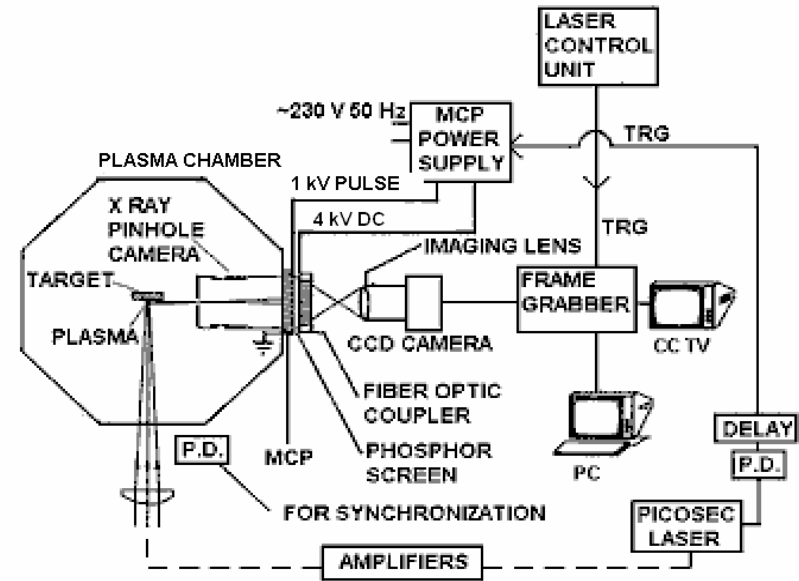 LASER
CONTROL
UNIT
~230 V 50 Hz
MCP
POWER
SUPPLY
TRG
PLASMA CHAMBER
1 kV PULSE
X RAY
PINHOLE
CAMERA
4 kV DC
TRG
IMAGING LENS
TARGET
FRAME
GRABBER
PLASMA
CCD CAMERA
CC TV
FIBER OPTIC
COUPLER
DELAY
P.D.
MCP
PHOSPHOR
SCREEN
PC
P.D.
FOR SYNCHRONIZATION
PICOSEC
LASER
AMPLIFIERS